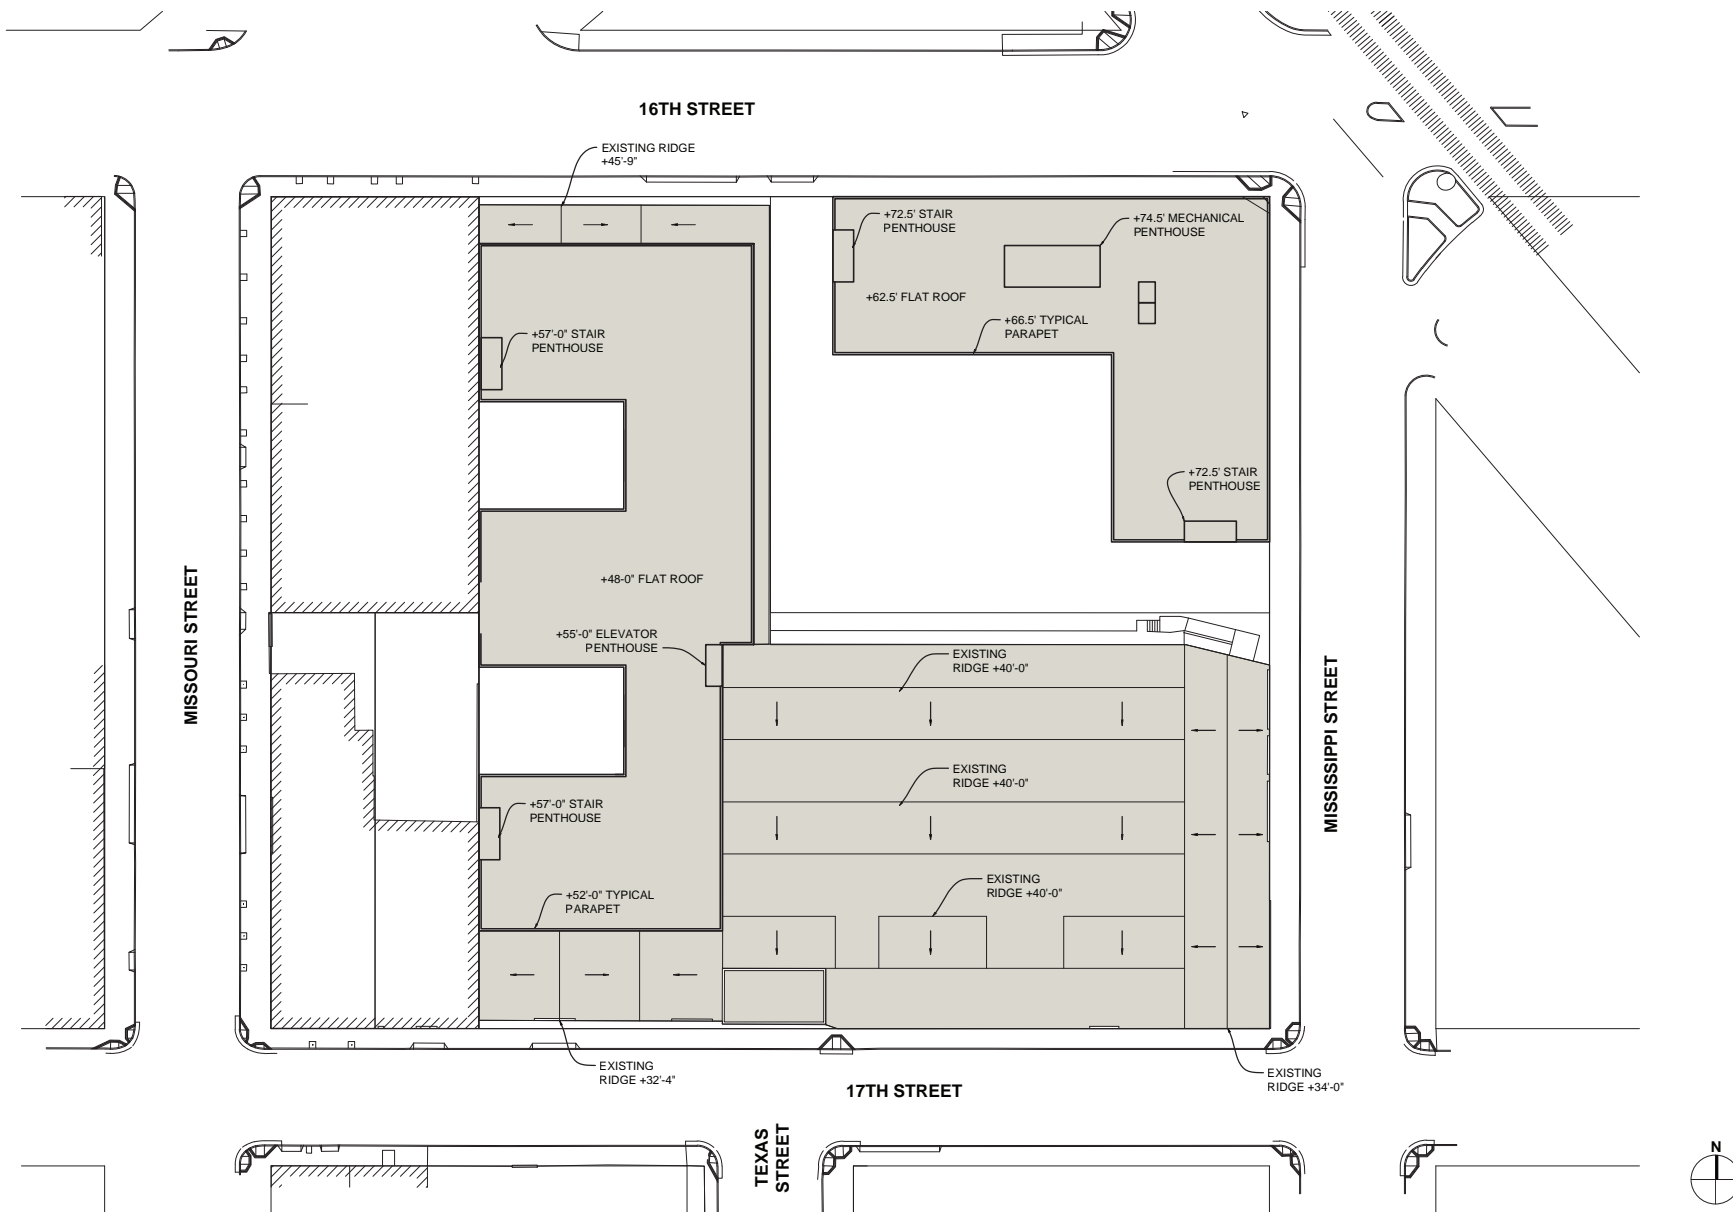 16TH STREET
EXISTING RIDGE
+45'-9"
+72.5' STAIR
PENTHOUSE
+74.5' MECHANICAL
PENTHOUSE
+62.5' FLAT ROOF
+66.5' TYPICAL
PARAPET
+57'-0" STAIR
PENTHOUSE
+72.5' STAIR
PENTHOUSE
+48-0" FLAT ROOF
+55'-0" ELEVATOR
PENTHOUSE
EXISTING
RIDGE +40'-0"
MISSOURI STREET
MISSISSIPPI STREET
EXISTING
RIDGE +40'-0"
+57'-0" STAIR
PENTHOUSE
EXISTING
RIDGE +40'-0"
+52'-0" TYPICAL
PARAPET
EXISTING
RIDGE +32'-4"
EXISTING
RIDGE +34'-0"
17TH STREET
TEXAS
STREET
N